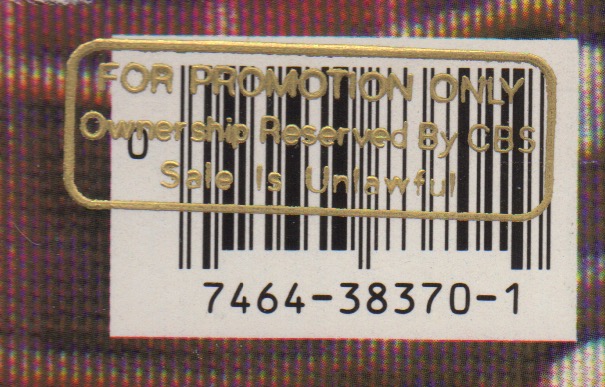 FOR PROMOTION ONLY
Ownership Reserved By CBS
0
Sale Is Unlawful
7464-38370-1